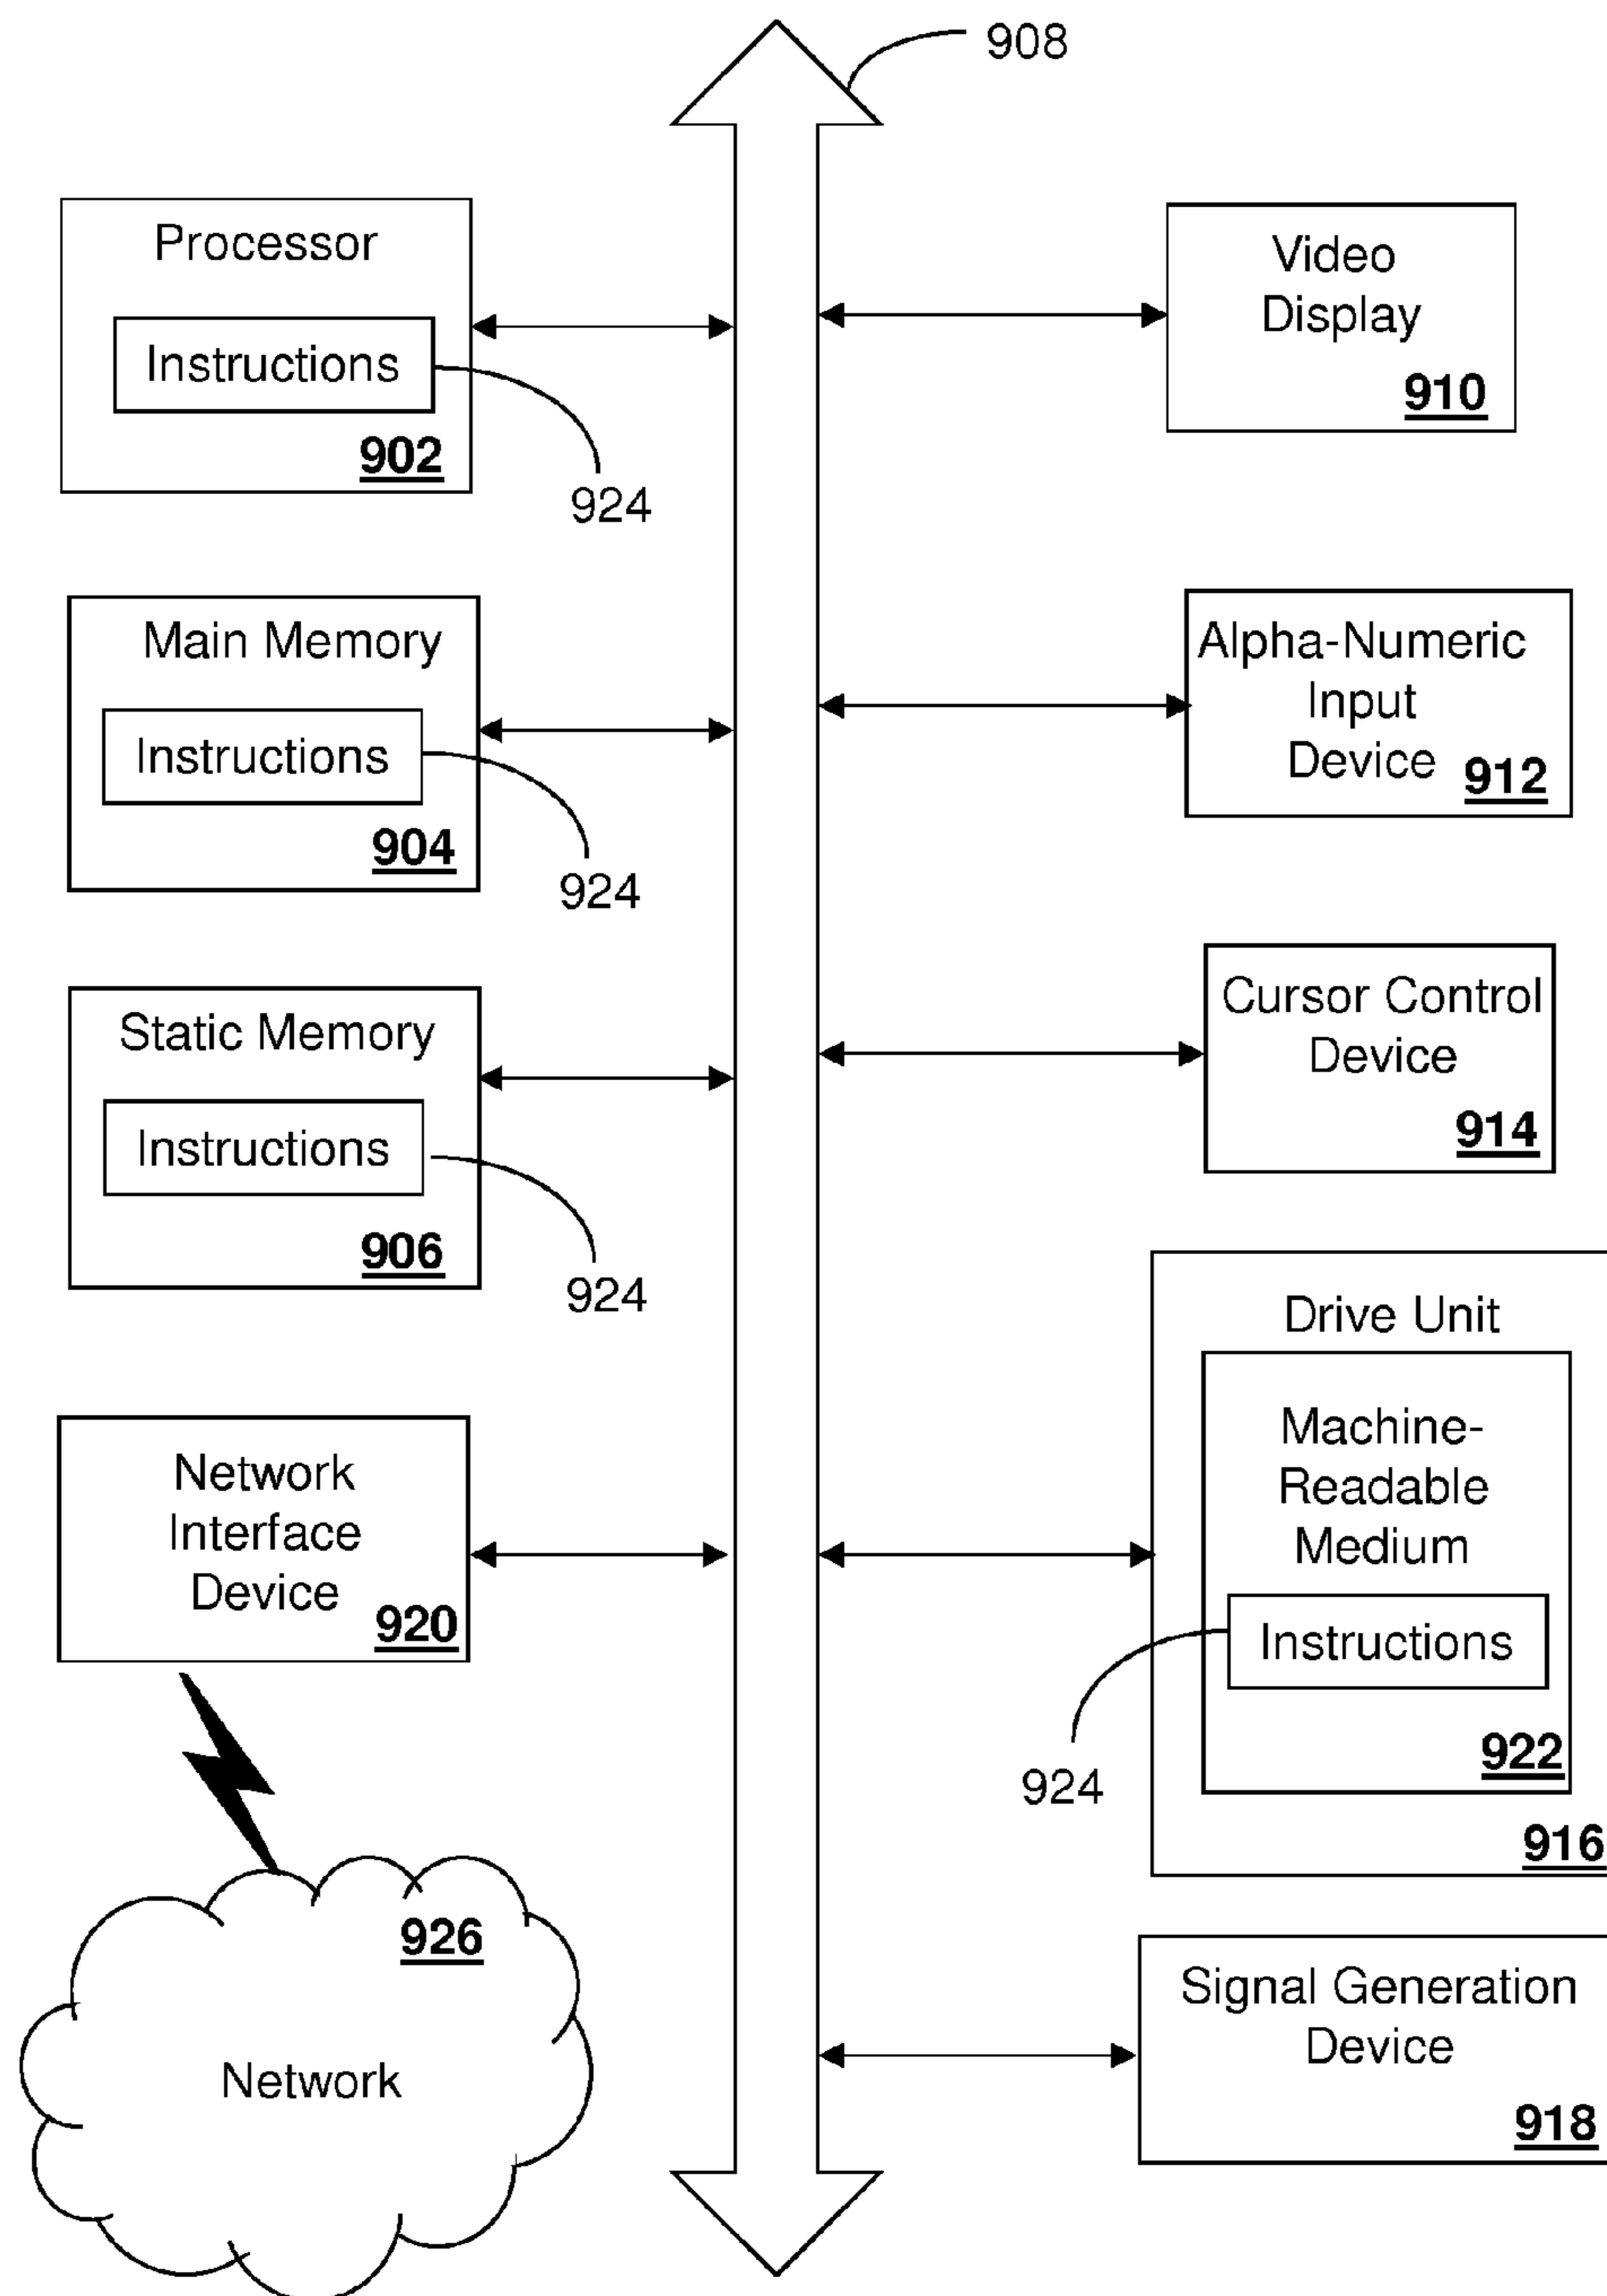 908
Processor
Instructions
902
924
Main Memory
Instructions
904
924
Static Memory
Instructions
906
924
Network
Interface
Device
920
926
Network
Video
Display
910
Alpha-Numeric
Input
Device
912
Cursor Control
Device
914
Drive Unit
Machine-
Readable
Medium
Instructions
922
924
916
Signal Generation
Device
918